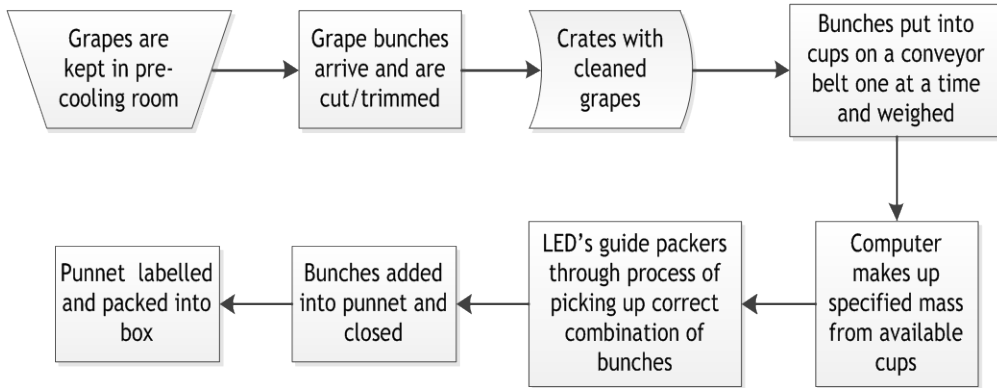 Grapes are
kept in pre-
cooling room
Grape bunches
arrive and are
cut/trimmed
Crates with
cleaned
grapes
Bunches put into
cups on a conveyor
belt one at a time
and weighed
Computer
makes up
specified mass
from available
cups
LED's guide packers
through process of
picking up correct
combination of
bunches
Bunches added
into punnet and
closed
Punnet labelled
and packed into
box